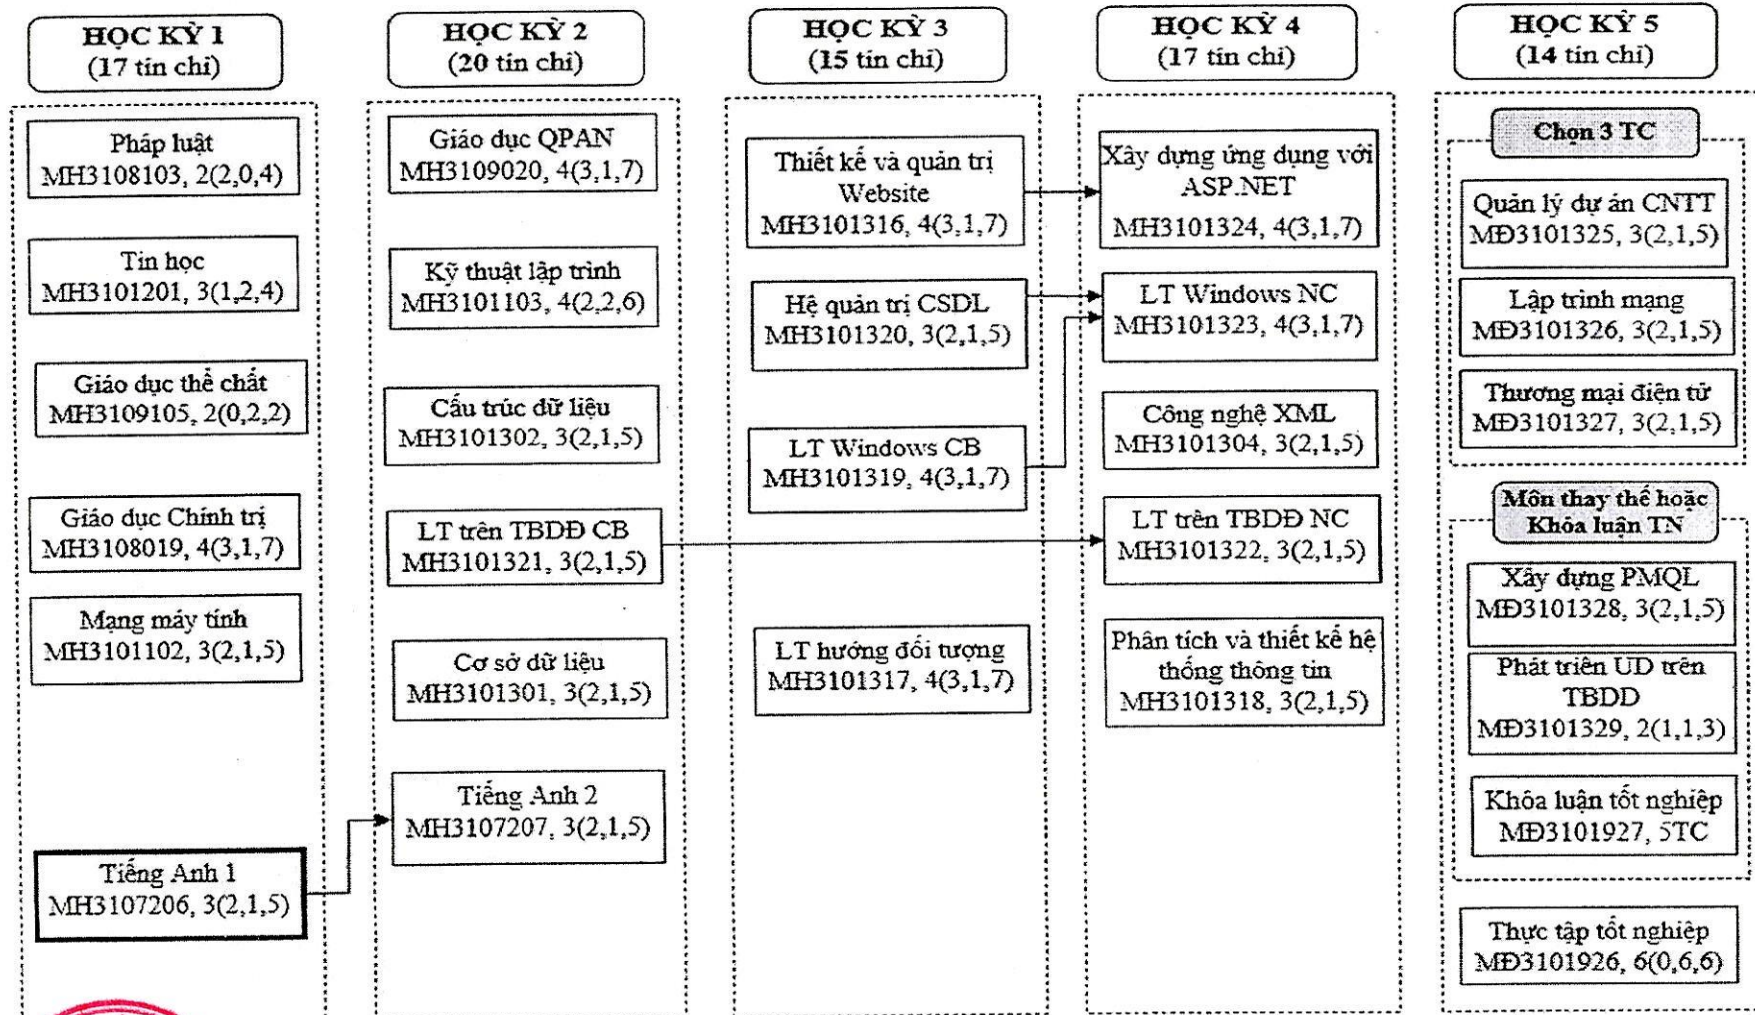 HỌC KỲ 1
(17 tín chỉ)
Pháp luật
MH3108103, 2(2,0,4)
Tin học
MH3101201, 3(1,2,4)
Giáo dục thể chất
MH3109105, 2(0,2,2)
Giáo dục Chính trị
MH3108019, 4(3,1,7)
Mạng máy tính
MH3101102, 3(2,1,5)
Tiếng Anh 1
MH3107206, 3(2,1,5)
HỌC KỲ 2
(20 tín chỉ)
Giáo dục QPAN
MH3109020, 4(3,1,7)
Kỹ thuật lập trình
MH3101103, 4(2,2,6)
Cấu trúc dữ liệu
MH3101302, 3(2,1,5)
LT trên TBDĐ CB
MH3101321, 3(2,1,5)
Cơ sở dữ liệu
MH3101301, 3(2,1,5)
Tiếng Anh 2
MH3107207, 3(2,1,5)
HỌC KỲ 3
(15 tín chỉ)
Thiết kế và quản trị
Website
MH3101316, 4(3,1,7)
Hệ quản trị CSDL
MH3101320, 3(2,1,5)
LT Windows CB
MH3101319, 4(3,1,7)
LT hướng đối tượng
MH3101317, 4(3,1,7)
HỌC KỲ 4
(17 tín chỉ)
Xây dựng ứng dụng với
ASP.NET
MH3101324, 4(3,1,7)
LT Windows NC
MH3101323, 4(3,1,7)
Công nghệ XML
MH3101304, 3(2,1,5)
LT trên TBDĐ NC
MH3101322, 3(2,1,5)
Phân tích và thiết kế hệ
thống thông tin
MH3101318, 3(2,1,5)
HỌC KỲ 5
(14 tín chỉ)
Chọn 3 TC
Quản lý dự án CNTT
MĐ3101325, 3(2,1,5)
Lập trình mạng
MĐ3101326, 3(2,1,5)
Thương mại điện tử
MĐ3101327, 3(2,1,5)
Môn thay thế hoặc
Khóa luận TN
Xây dựng PMQL
MĐ3101328, 3(2,1,5)
Phát triển UD trên
TBDD
MĐ3101329, 2(1,1,3)
Khóa luận tốt nghiệp
MĐ3101927, 5TC
Thực tập tốt nghiệp
MĐ3101926, 6(0,6,6)